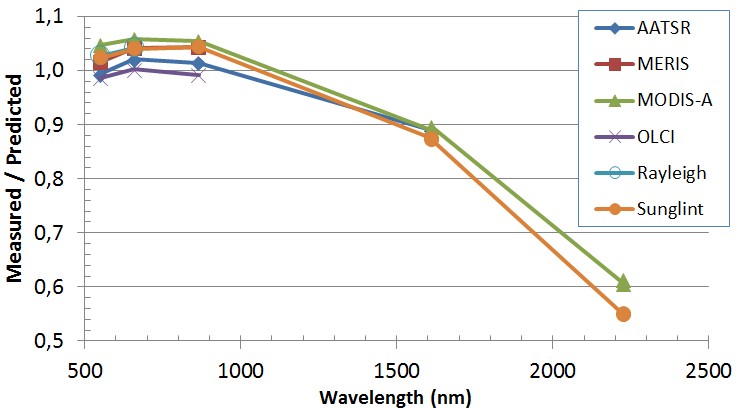 1,1
1,0
0,9
0,8
0,7
0,6
0,5
Measured / Predicted
500
1000
1500
2000
2500
Wavelength (nm)
AATSR
MERIS
MODIS-A
OLCI
Rayleigh
Sunglint